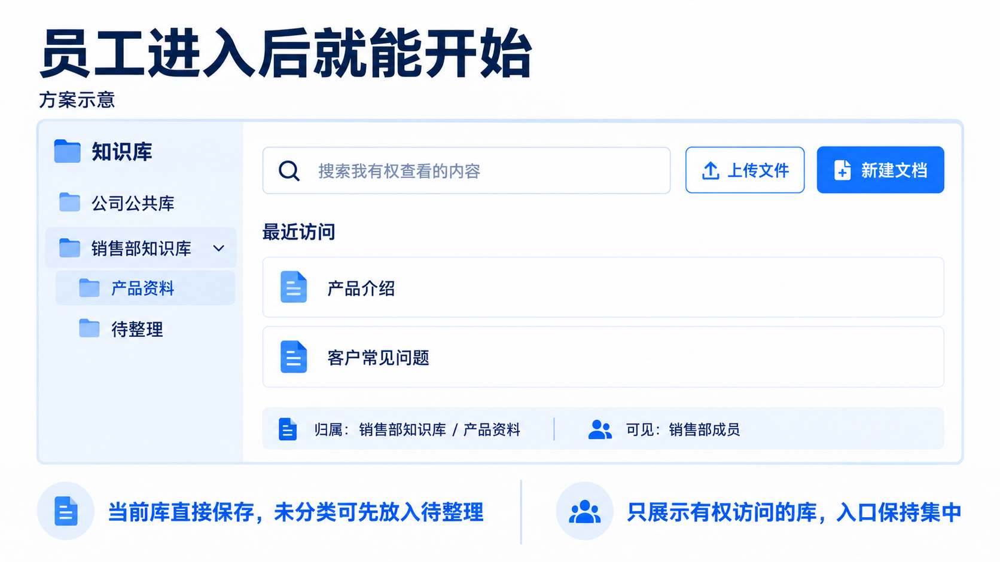 员工进入后就能开始
方案示意
知识库
公司公共库
销售部知识库
产品资料
待整理
搜索我有权查看的内容
上传文件
新建文档
最近访问
产品介绍
客户常见问题
归属：销售部知识库 / 产品资料
可见：销售部成员
当前库直接保存，未分类可先放入待整理
只展示有权访问的库，入口保持集中